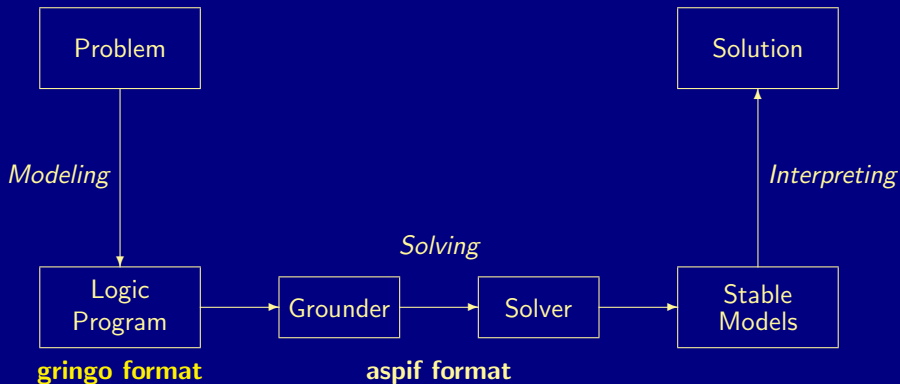 Problem
Solution
Modeling
Interpreting
Solving
Logic
Program
Grounder
Solver
Stable
Models
gringo format
aspif format